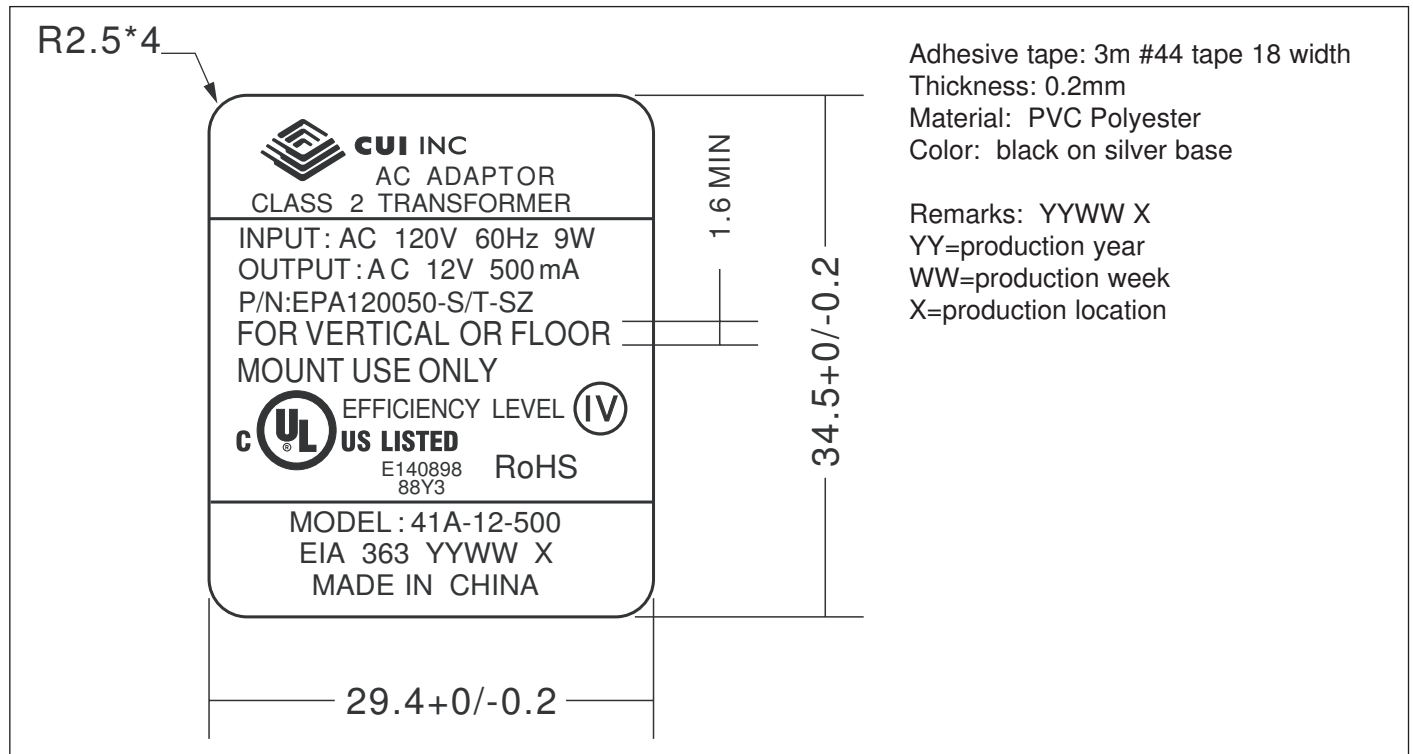 R2.5*4
CUI INC
AC ADAPTOR
CLASS 2 TRANSFORMER
INPUT: AC 120V 60Hz 9W
OUTPUT: AC 12V 500mA
P/N:EPA120050-S/T-SZ
FOR VERTICAL OR FLOOR
MOUNT USE ONLY
EFFICIENCY LEVEL IV
C UL ® US LISTED
E140898
88Y3
RoHS
MODEL: 41A-12-500
EIA 363 YYWW X
MADE IN CHINA
1.6 MIN
34.5+0/-0.2
29.4+0/-0.2
Adhesive tape: 3m #44 tape 18 width
Thickness: 0.2mm
Material: PVC Polyester
Color: black on silver base
Remarks: YYWW X
YY=production year
WW=production week
X=production location